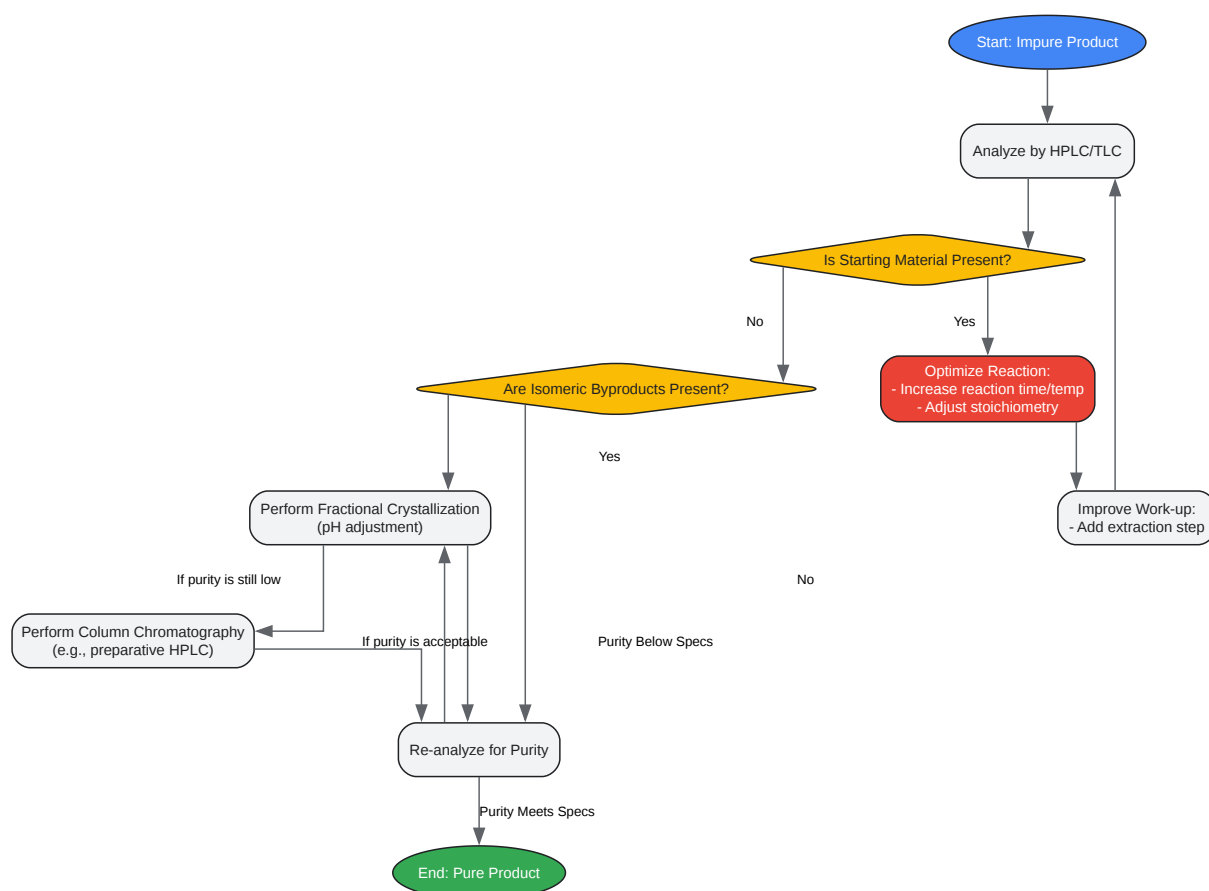 Start: Impure Product
Analyze by HPLC/TLC
Is Starting Material Present?
No
Yes
Optimize Reaction:
- Increase reaction time/temp
- Adjust stoichiometry
Are Isomeric Byproducts Present?
Yes
Perform Fractional Crystallization
(pH adjustment)
Improve Work-up:
- Add extraction step
If purity is still low
No
Perform Column Chromatography
(e.g., preparative HPLC)
If purity is acceptable
Purity Below Specs
Re-analyze for Purity
Purity Meets Specs
End: Pure Product